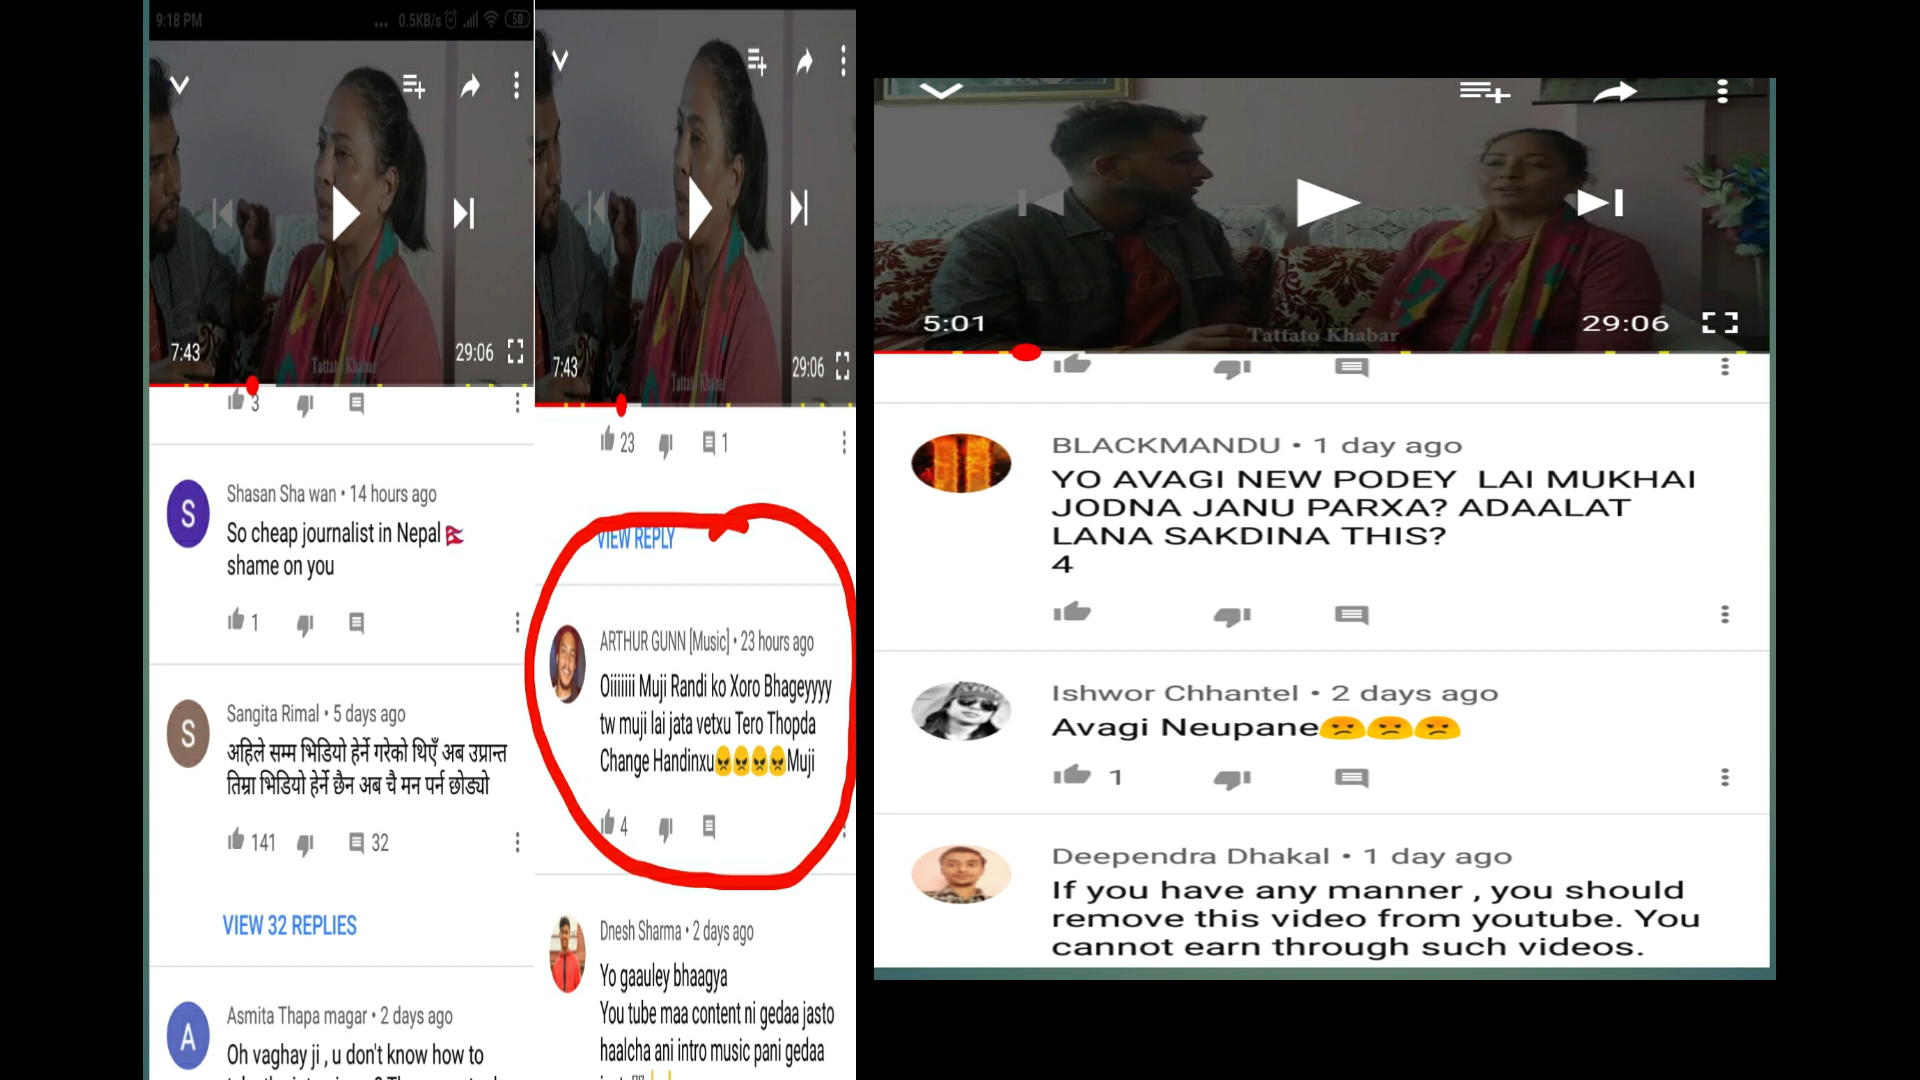 9:18 PM
... 0.5KB/s
50
7:43
29:06
Tattato Khabar
3
Shasan Sha wan • 14 hours ago
So cheap journalist in Nepal🇳🇵
shame on you
1
Sangita Rimal • 5 days ago
अहिले सम्म भिडियो हेर्ने गरेको थिएँ अब उप्रान्त
तिम्रा भिडियो हेर्ने छैन अब चै मन पर्न छोड्यो
141
32
VIEW 32 REPLIES
Asmita Thapa magar • 2 days ago
Oh vaghay ji , u don't know how to
7:43
29:06
Tattato Khabar
23
1
VIEW REPLY
ARTHUR GUNN [Music] • 23 hours ago
Oiiiiiii Muji Randi ko Xoro Bhageyyyy
tw muji lai jata vetxu Tero Thopda
Change Handinxu😠😠😠😠Muji
4
Dnesh Sharma • 2 days ago
Yo gaauley bhaagya
You tube maa content ni gedaa jasto
haalcha ani intro music pani gedaa
5:01
29:06
Tattato Khabar
BLACKMANDU • 1 day ago
YO AVAGI NEW PODEY LAI MUKHAI
JODNA JANU PARXA? ADAALAT
LANA SAKDINA THIS?
4
Ishwor Chhantel • 2 days ago
Avagi Neupane😠😠😠
1
Deependra Dhakal • 1 day ago
If you have any manner , you should
remove this video from youtube. You
cannot earn through such videos.